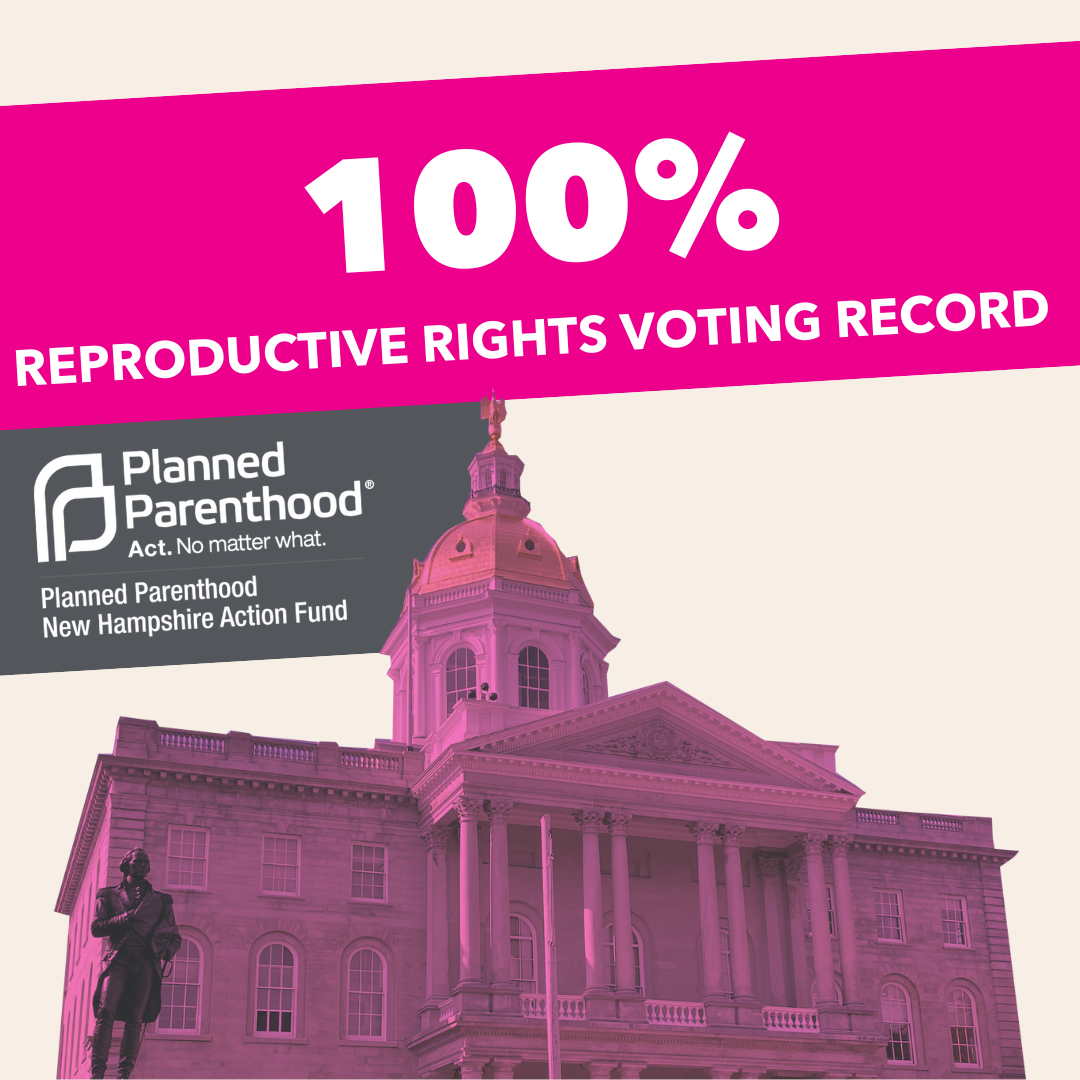 100%
REPRODUCTIVE RIGHTS VOTING RECORD
Planned
Parenthood®
Act. No matter what.
Planned Parenthood
New Hampshire Action Fund